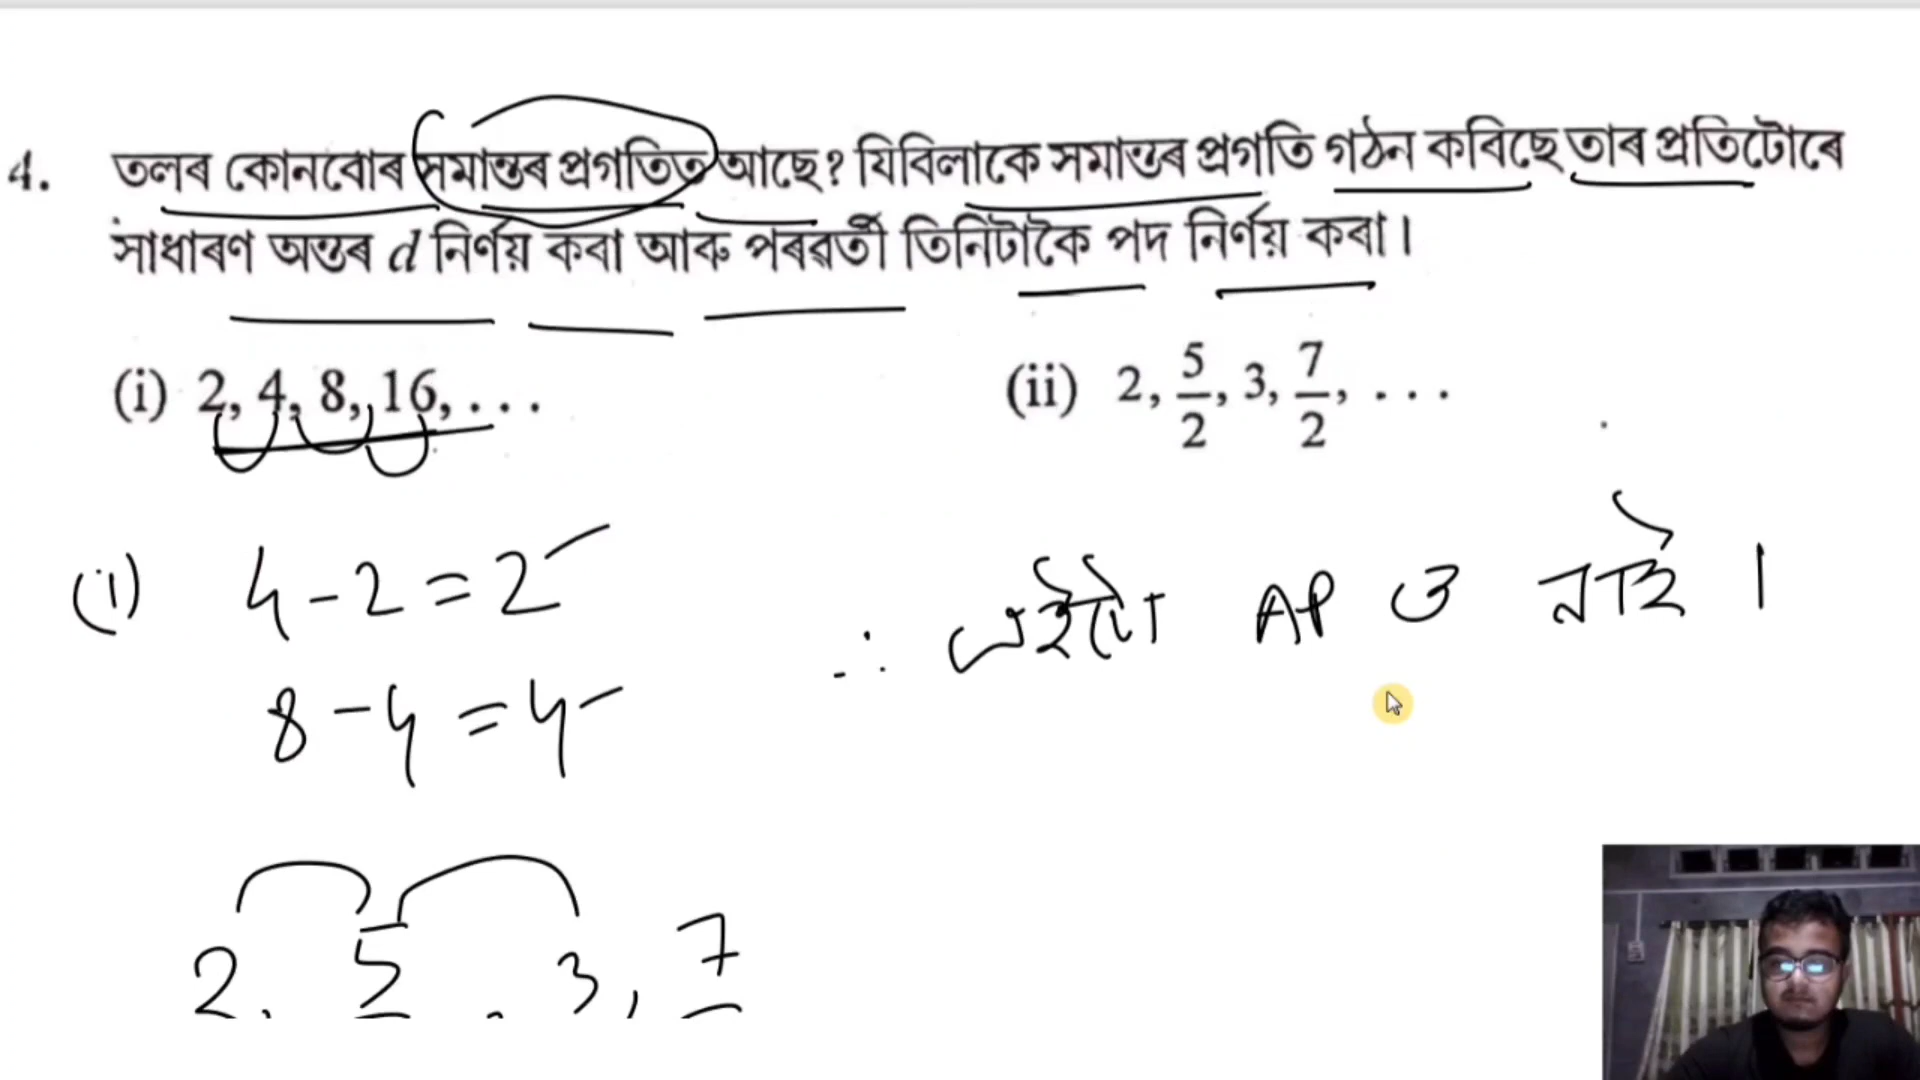 4. তলৰ কোনবোৰ সমান্তৰ প্ৰগতিত আছে? যিবিলাকে সমান্তৰ প্ৰগতি গঠন কৰিছে তাৰ প্ৰতিটোৰে
সাধাৰণ অন্তৰ d নিৰ্ণয় কৰা আৰু পৰৱৰ্তী তিনিটাকৈ পদ নিৰ্ণয় কৰা।
(i) 2, 4, 8, 16, . . . (ii) 2, 5/2, 3, 7/2, . . .
(i) 4 - 2 = 2
∴ এইটো AP ত নাই।
8 - 4 = 4
2, 5, 3, 7